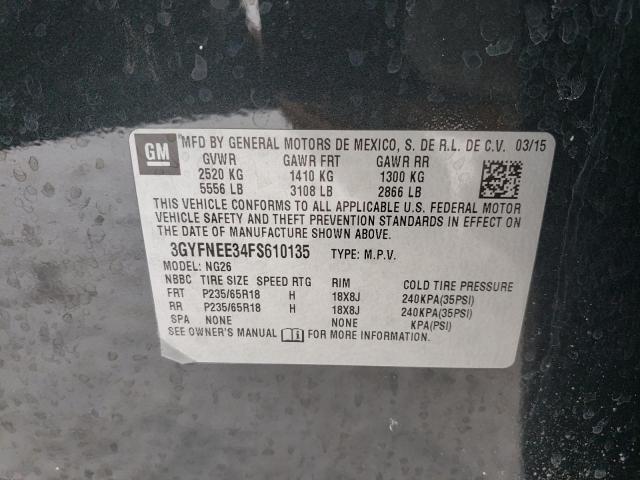 GM
MFD BY GENERAL MOTORS DE MEXICO, S. DE R.L. DE C.V. 03/15
GVWR GAWR FRT GAWR RR
2520 KG 1410 KG 1300 KG
5556 LB 3108 LB 2866 LB
THIS VEHICLE CONFORMS TO ALL APPLICABLE U.S. FEDERAL MOTOR
VEHICLE SAFETY AND THEFT PREVENTION STANDARDS IN EFFECT ON
THE DATE OF MANUFACTURE SHOWN ABOVE.
3GYFNEE34FS610135 TYPE: M.P.V.
MODEL: NG26
NBBC TIRE SIZE SPEED RTG RIM COLD TIRE PRESSURE
FRT P235/65R18 H 18X8J 240KPA(35PSI)
RR P235/65R18 H 18X8J 240KPA(35PSI)
SPA NONE NONE KPA(PSI)
SEE OWNER'S MANUAL FOR MORE INFORMATION.